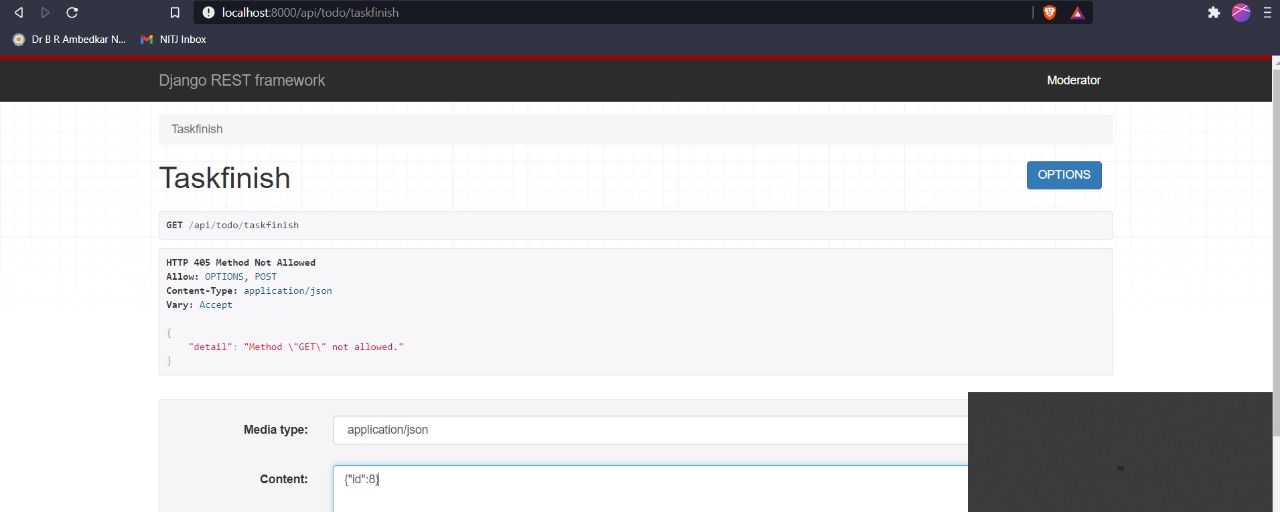 localhost:8000/api/todo/taskfinish
Dr B R Ambedkar N... NITJ Inbox
Django REST framework Moderator
Taskfinish
Taskfinish OPTIONS
GET /api/todo/taskfinish
HTTP 405 Method Not Allowed
Allow: OPTIONS, POST
Content-Type: application/json
Vary: Accept
{
"detail": "Method \"GET\" not allowed."
}
Media type: application/json
Content: {"id":8}